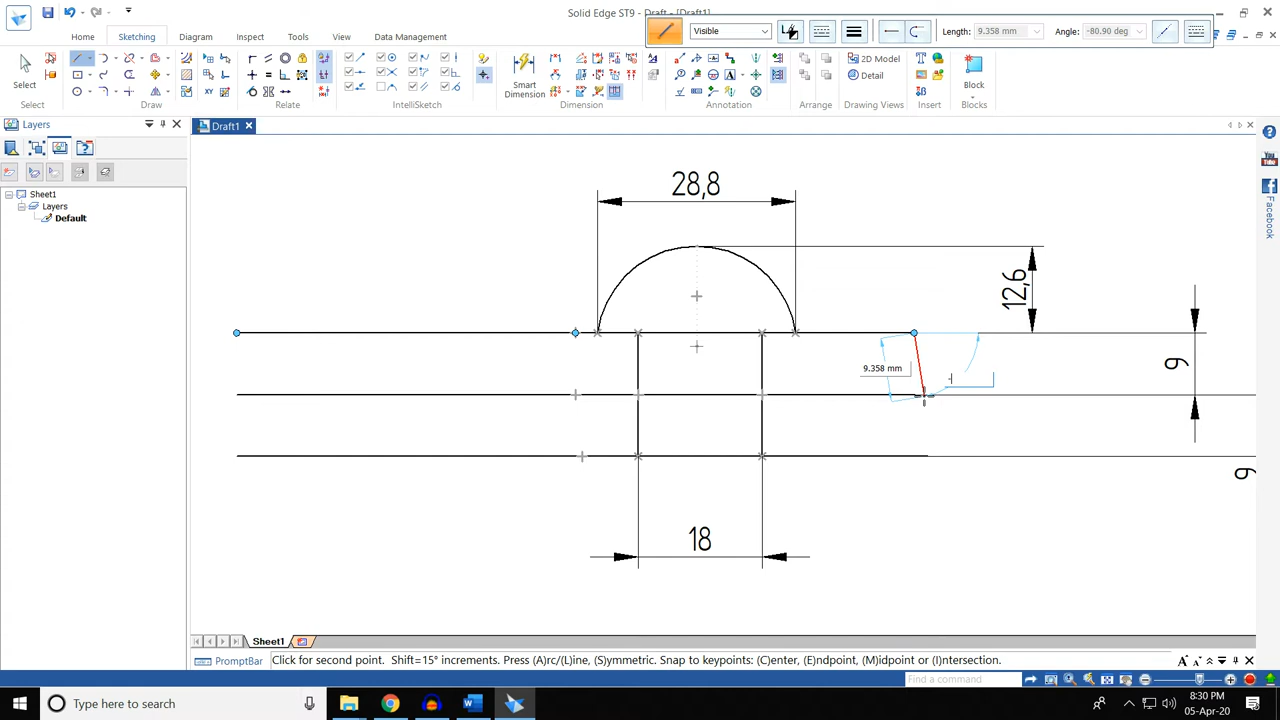 Solid Edge ST9 - Draft - [Draft1]
Visible
Length: 9.358 mm
Angle: -80.90 deg
Home
Sketching
Diagram
Inspect
Tools
View
Data Management
Select
Smart
Dimension
2D Model
Detail
Block
Select
Draw
Relate
IntelliSketch
Dimension
Annotation
Arrange
Drawing Views
Insert
Blocks
Layers
Draft1
Sheet1
Layers
Default
You
Tube
Facebook
28,8
12,6
9
9.358 mm
9
18
Sheet1
PromptBar
Click for second point. Shift=15° increments. Press (A)rc/(L)ine, (S)ymmetric. Snap to keypoints: (C)enter, (E)ndpoint, (M)idpoint or (I)ntersection.
Find a command
Type here to search
8:30 PM
05-Apr-20